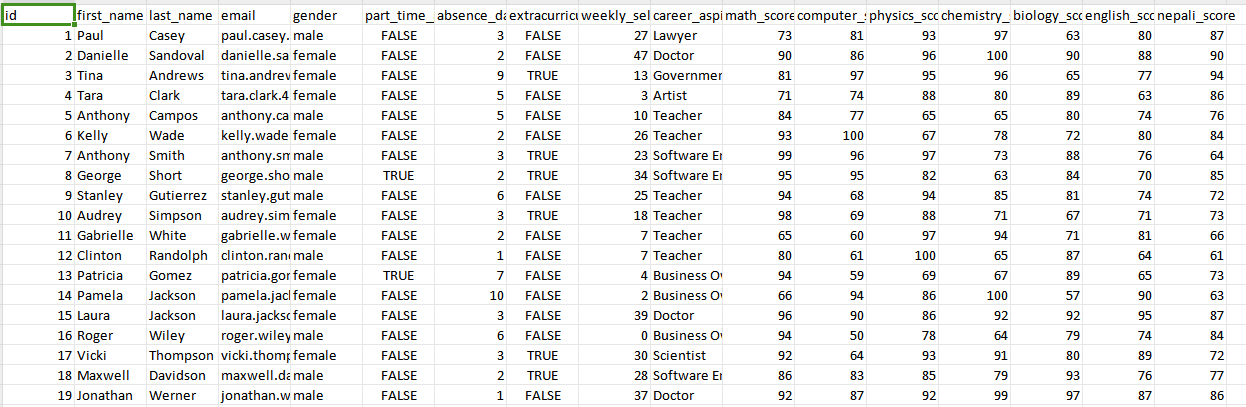 id first_name last_name email gender part_time_ absence_da extracurricu weekly_sel career_aspi math_score computer_s physics_sco chemistry_ biology_sco english_sco nepali_score
1 Paul Casey paul.casey. male FALSE 3 FALSE 27 Lawyer 73 81 93 97 63 80 87
2 Danielle Sandoval danielle.sa female FALSE 2 FALSE 47 Doctor 90 86 96 100 90 88 90
3 Tina Andrews tina.andrew female FALSE 9 TRUE 13 Governmer 81 97 95 96 65 77 94
4 Tara Clark tara.clark.4 female FALSE 5 FALSE 3 Artist 71 74 88 80 89 63 86
5 Anthony Campos anthony.ca male FALSE 5 FALSE 10 Teacher 84 77 65 65 80 74 76
6 Kelly Wade kelly.wade female FALSE 2 FALSE 26 Teacher 93 100 67 78 72 80 84
7 Anthony Smith anthony.sm male FALSE 3 TRUE 23 Software Er 99 96 97 73 88 76 64
8 George Short george.sho male TRUE 2 TRUE 34 Software Er 95 95 82 63 84 70 85
9 Stanley Gutierrez stanley.gut male FALSE 6 FALSE 25 Teacher 94 68 94 85 81 74 72
10 Audrey Simpson audrey.sim female FALSE 3 TRUE 18 Teacher 98 69 88 71 67 71 73
11 Gabrielle White gabrielle.w female FALSE 2 FALSE 7 Teacher 65 60 97 94 71 81 66
12 Clinton Randolph clinton.ran male FALSE 1 FALSE 7 Teacher 80 61 100 65 87 64 61
13 Patricia Gomez patricia.gor female TRUE 7 FALSE 4 Business Ov 94 59 69 67 89 65 73
14 Pamela Jackson pamela.jacl female FALSE 10 FALSE 2 Business Ov 66 94 86 100 57 90 63
15 Laura Jackson laura.jackso female FALSE 3 FALSE 39 Doctor 96 90 86 92 92 95 87
16 Roger Wiley roger.wiley male FALSE 6 FALSE 0 Business Ov 94 50 78 64 79 74 84
17 Vicki Thompson vicki.thomp female FALSE 3 TRUE 30 Scientist 92 64 93 91 80 89 72
18 Maxwell Davidson maxwell.da male FALSE 2 TRUE 28 Software Er 86 83 85 79 93 76 77
19 Jonathan Werner jonathan.w male FALSE 1 FALSE 37 Doctor 92 87 92 99 97 87 86